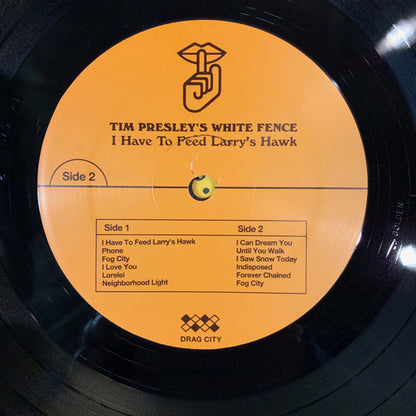 TIM PRESLEY'S WHITE FENCE
I Have To Feed Larry's Hawk
Side 2
Side 1
I Have To Feed Larry's Hawk
Phone
Fog City
I Love You
Lorelei
Neighborhood Light
Side 2
I Can Dream You
Until You Walk
I Saw Snow Today
Indisposed
Forever Chained
Fog City
DRAG CITY